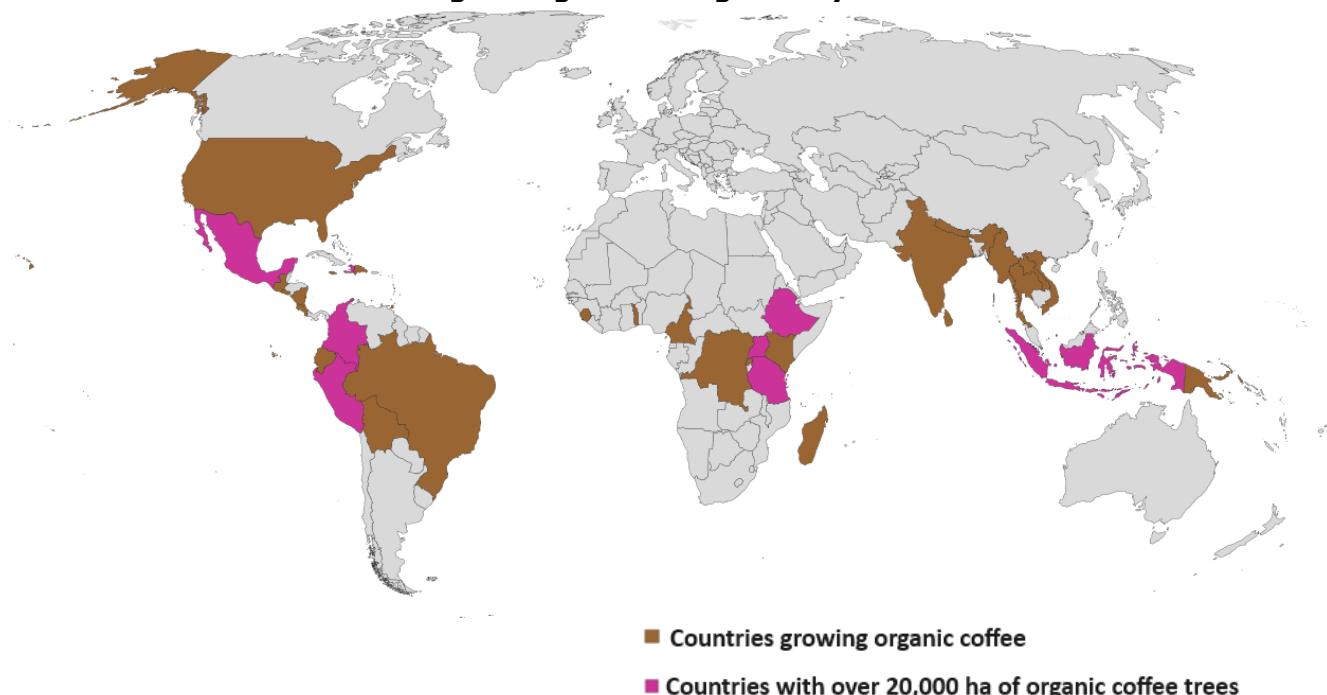 Countries growing organic coffee
Countries with over 20,000 ha of organic coffee trees